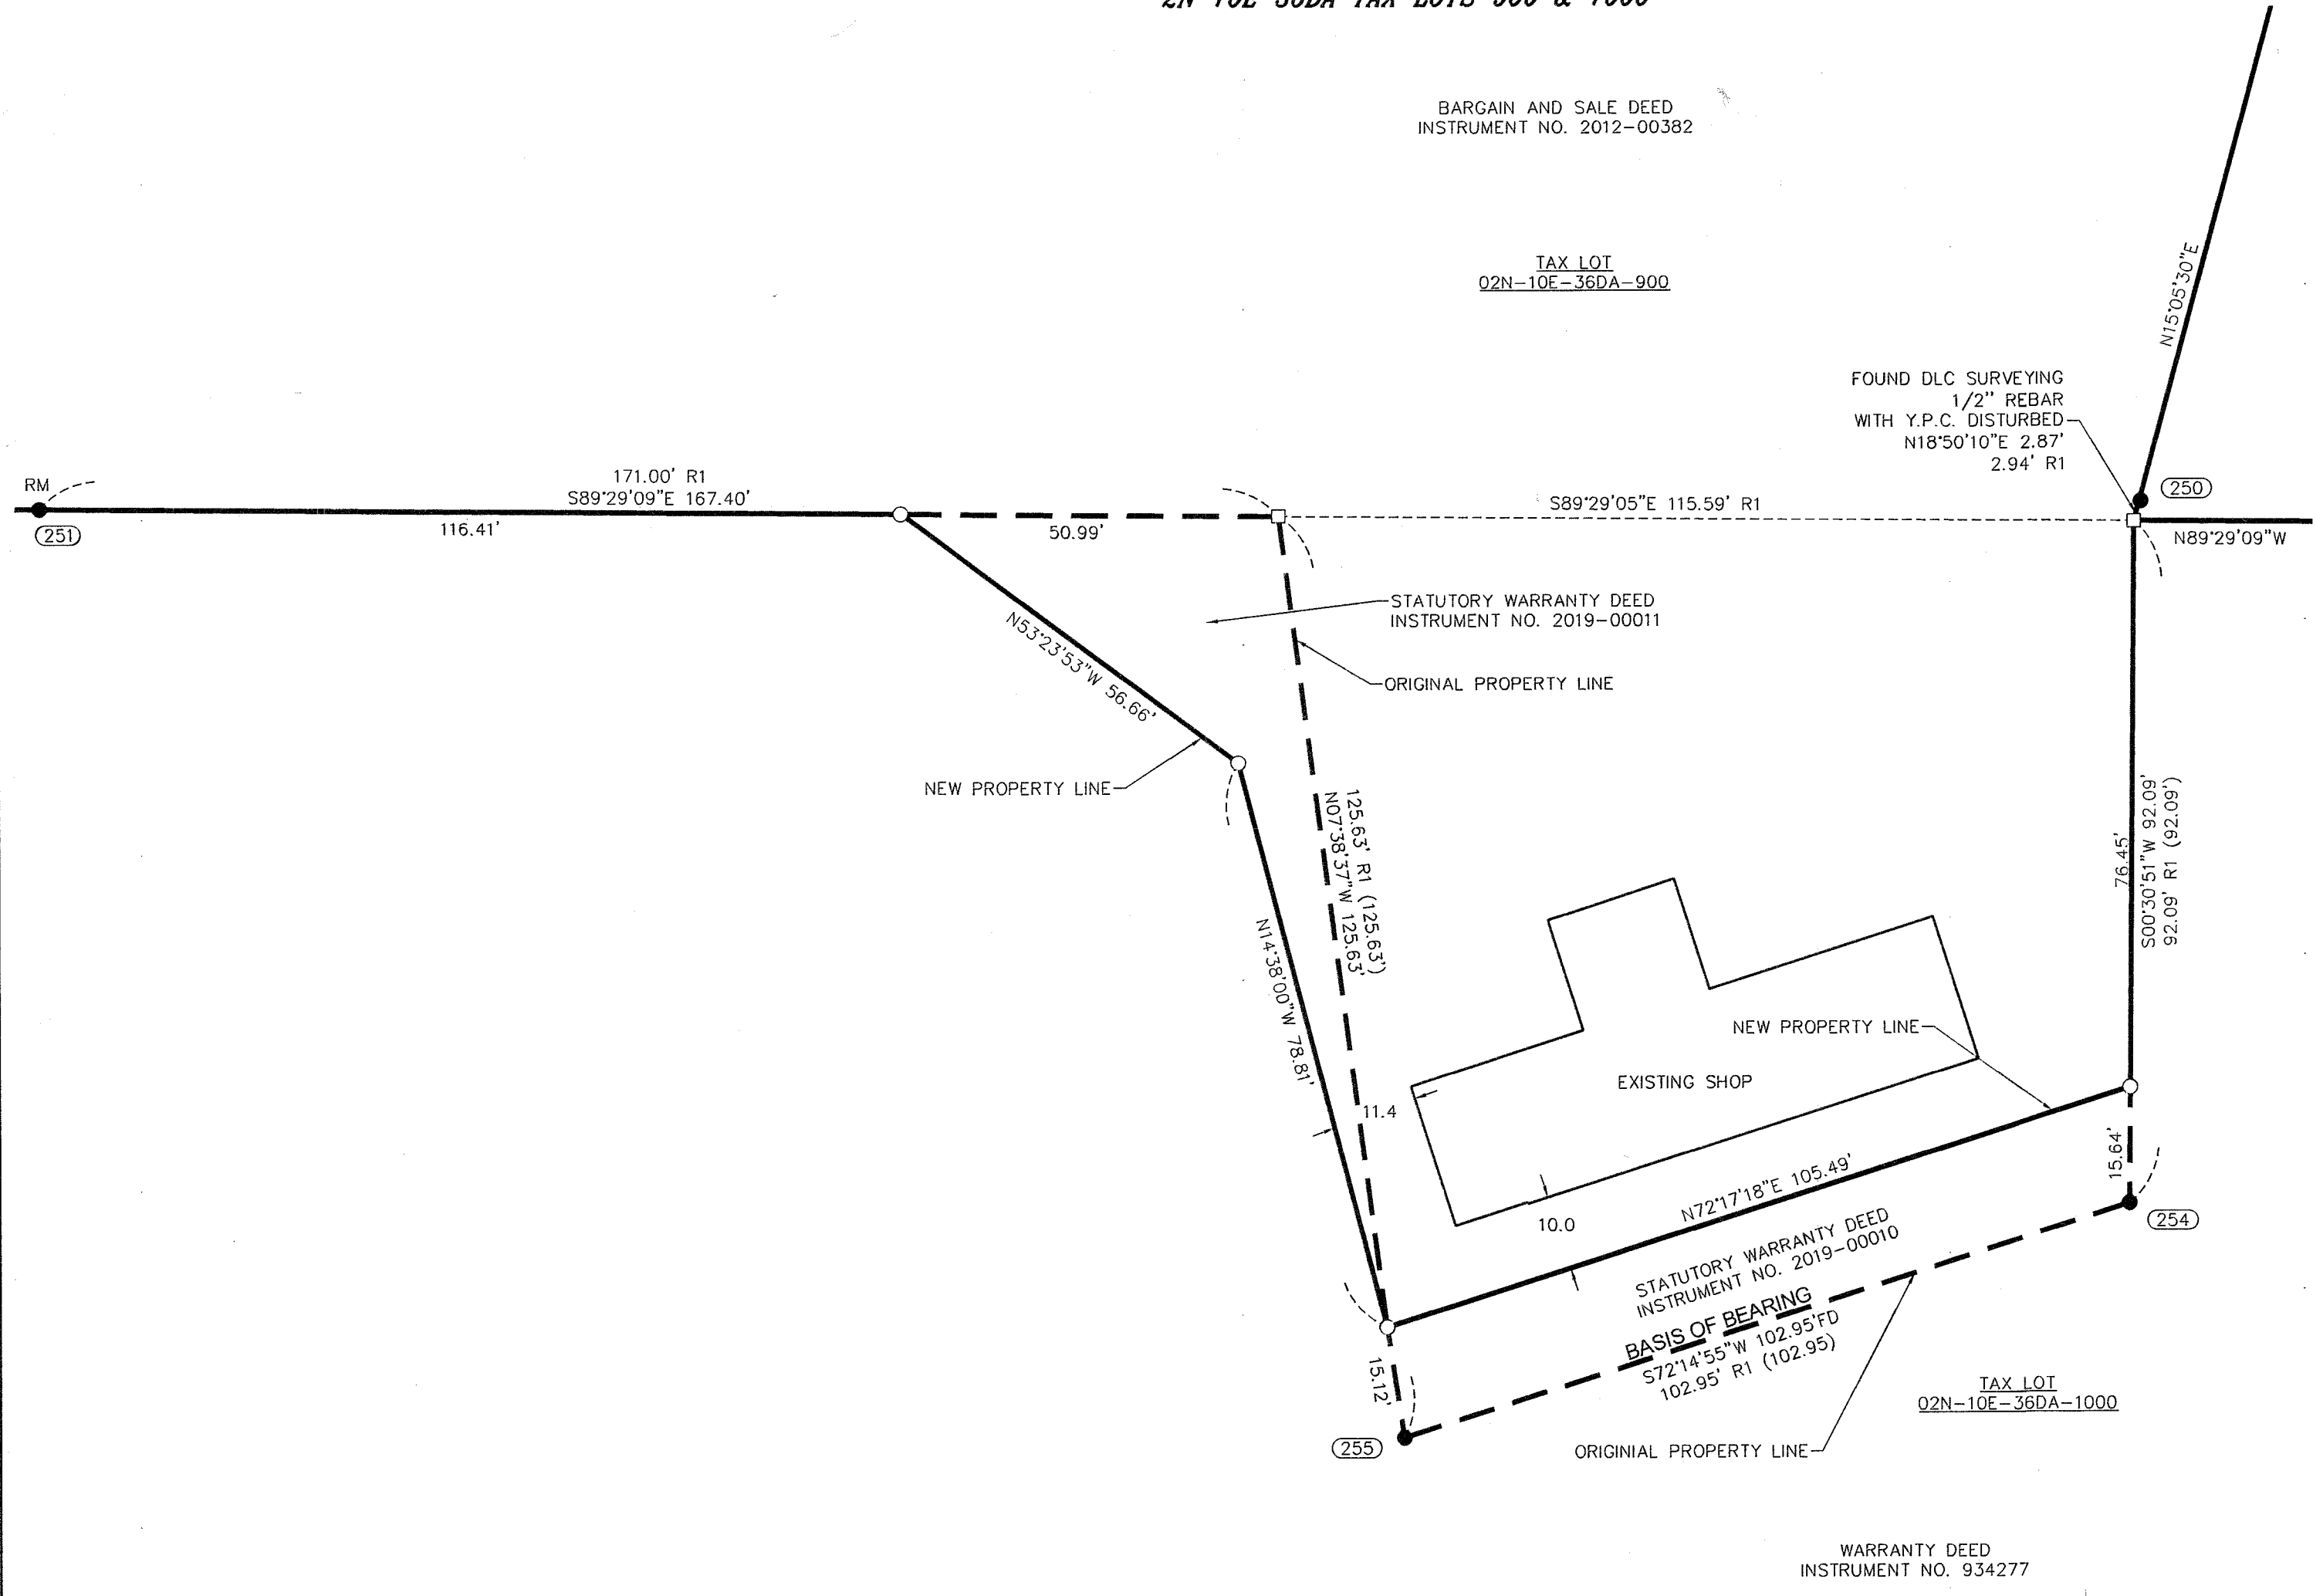 BARGAIN AND SALE DEED
INSTRUMENT NO. 2012-00382
TAX LOT
02N-10E-36DA-900
N15°05'30"E
FOUND DLC SURVEYING
1/2" REBAR
WITH Y.P.C. DISTURBED
N18°50'10"E 2.87'
2.94' R1
250
RM
251
171.00' R1
S89°29'09"E 167.40'
116.41'
50.99'
S89°29'05"E 115.59' R1
N89°29'09"W
STATUTORY WARRANTY DEED
INSTRUMENT NO. 2019-00011
ORIGINAL PROPERTY LINE
N53°23'53"W 56.66'
NEW PROPERTY LINE
125.63' R1 (125.63')
N07°38'37"W 125.63'
N14°38'00"W 78.81'
76.45'
S00°30'51"W 92.09'
92.09' R1 (92.09')
NEW PROPERTY LINE
EXISTING SHOP
11.4
10.0
N72°17'18"E 105.49'
15.64'
254
STATUTORY WARRANTY DEED
INSTRUMENT NO. 2019-00010
BASIS OF BEARING
S72°14'55"W 102.95'FD
102.95' R1 (102.95)
15.12'
255
TAX LOT
02N-10E-36DA-1000
ORIGINIAL PROPERTY LINE
WARRANTY DEED
INSTRUMENT NO. 934277